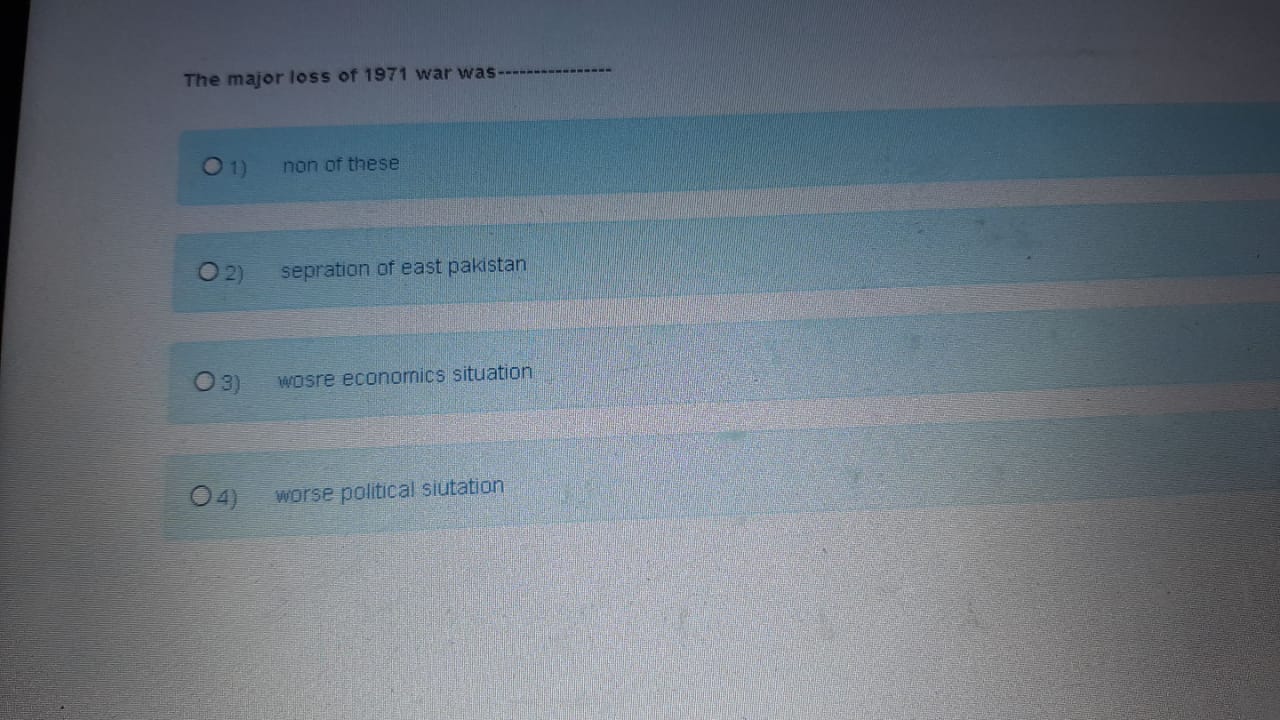 The major loss of 1971 war was----------------
1) non of these
2) sepration of east pakistan
3) wosre economics situation
4) worse political siutation